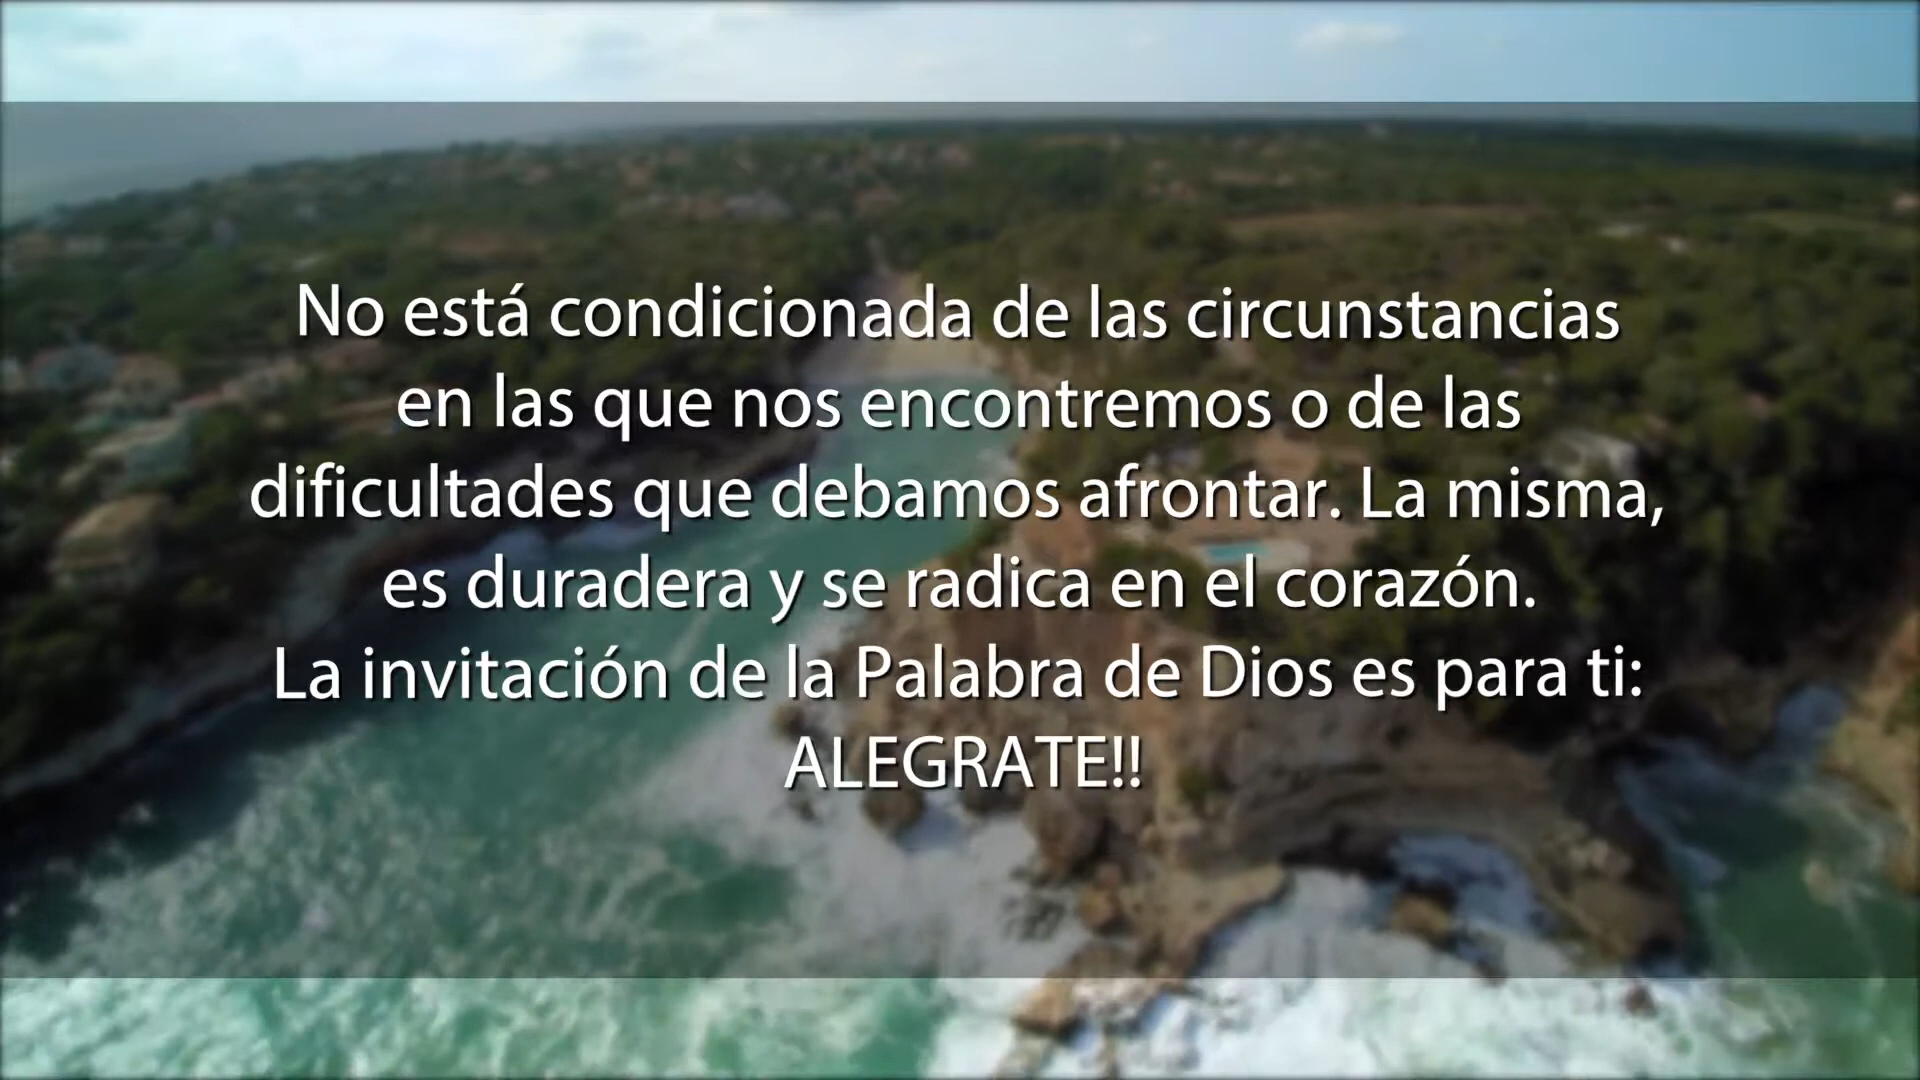 No está condicionada de las circunstancias
en las que nos encontremos o de las
dificultades que debamos afrontar. La misma,
es duradera y se radica en el corazón.
La invitación de la Palabra de Dios es para ti:
ALEGRATE!!